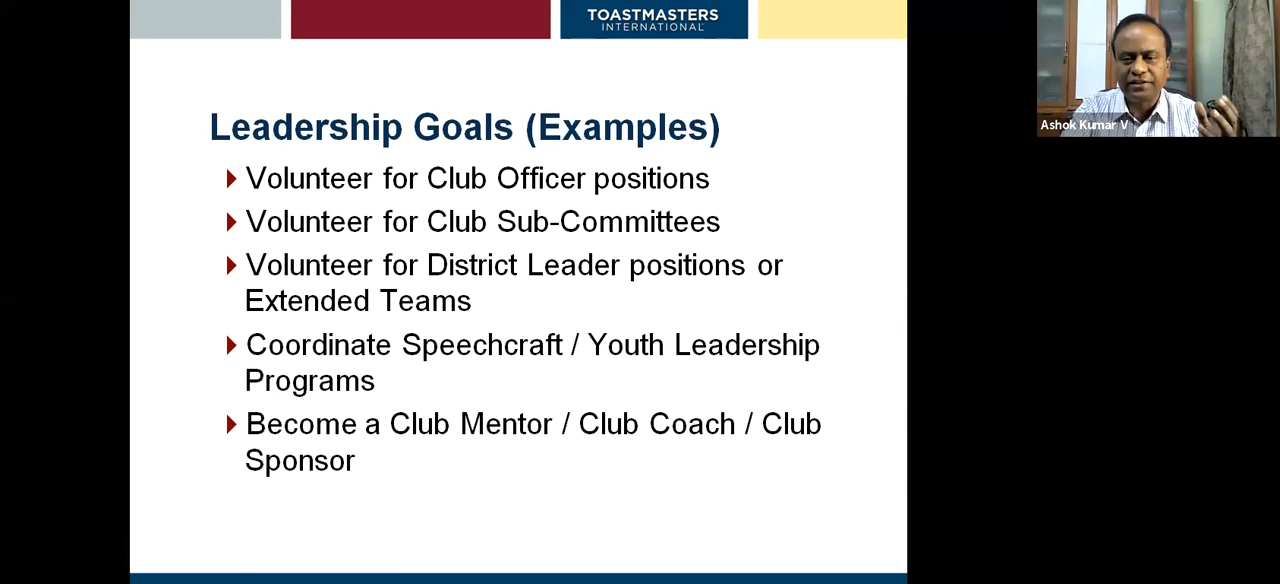 TOASTMASTERS
INTERNATIONAL
Leadership Goals (Examples)
Volunteer for Club Officer positions
Volunteer for Club Sub-Committees
Volunteer for District Leader positions or
Extended Teams
Coordinate Speechcraft / Youth Leadership
Programs
Become a Club Mentor / Club Coach / Club
Sponsor
Ashok Kumar V